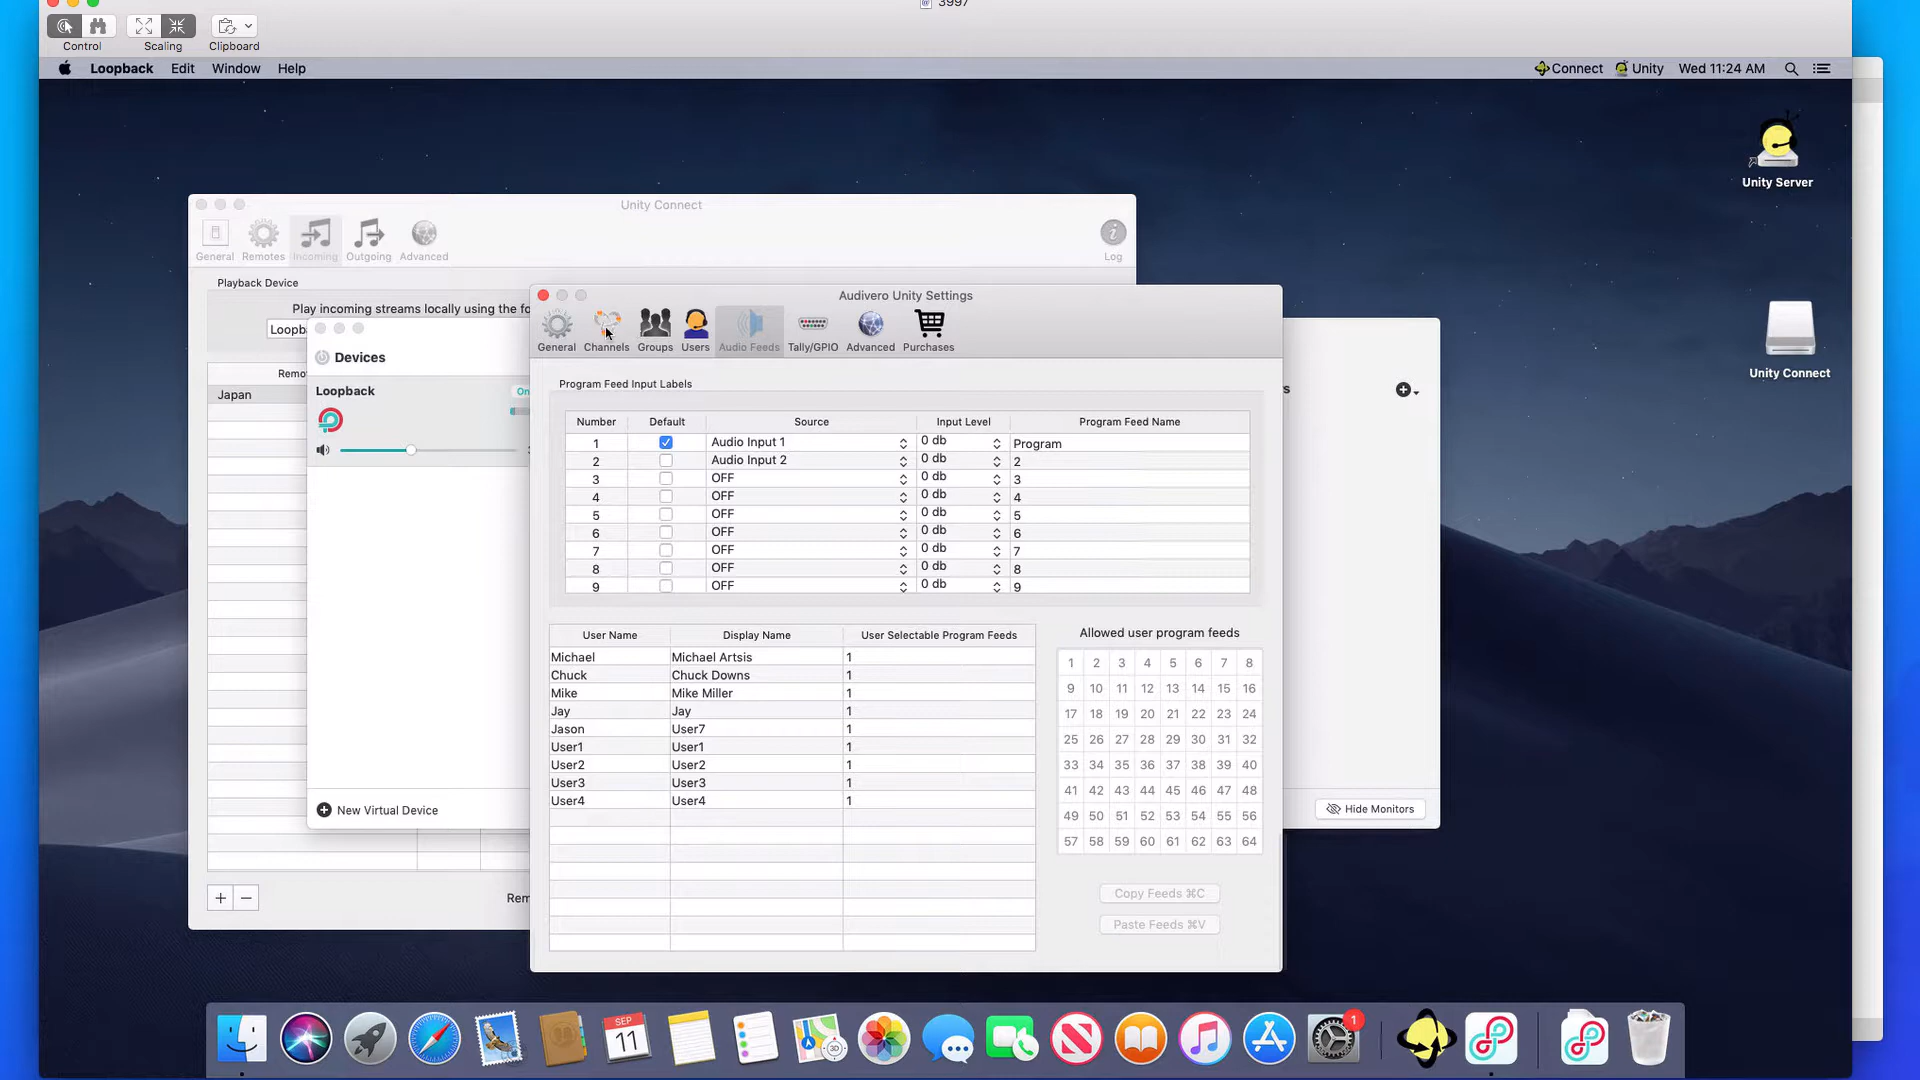 3997
Control
Scaling
Clipboard
Loopback Edit Window Help
Connect Unity Wed 11:24 AM
Unity Server
Unity Connect
Unity Connect
General Remotes Incoming Outgoing Advanced Log
Playback Device
Play incoming streams locally using the fo
Loopb
Remo
Japan
Devices
Loopback
On
New Virtual Device
Rem
s
Hide Monitors
Audivero Unity Settings
General Channels Groups Users Audio Feeds Tally/GPIO Advanced Purchases
Program Feed Input Labels
Number Default Source Input Level Program Feed Name
1 Audio Input 1 0 db Program
2 Audio Input 2 0 db 2
3 OFF 0 db 3
4 OFF 0 db 4
5 OFF 0 db 5
6 OFF 0 db 6
7 OFF 0 db 7
8 OFF 0 db 8
9 OFF 0 db 9
User Name Display Name User Selectable Program Feeds
Michael Michael Artsis 1
Chuck Chuck Downs 1
Mike Mike Miller 1
Jay Jay 1
Jason User7 1
User1 User1 1
User2 User2 1
User3 User3 1
User4 User4 1
Allowed user program feeds
1 2 3 4 5 6 7 8
9 10 11 12 13 14 15 16
17 18 19 20 21 22 23 24
25 26 27 28 29 30 31 32
33 34 35 36 37 38 39 40
41 42 43 44 45 46 47 48
49 50 51 52 53 54 55 56
57 58 59 60 61 62 63 64
Copy Feeds ⌘C
Paste Feeds ⌘V
SEP
11
3D
1